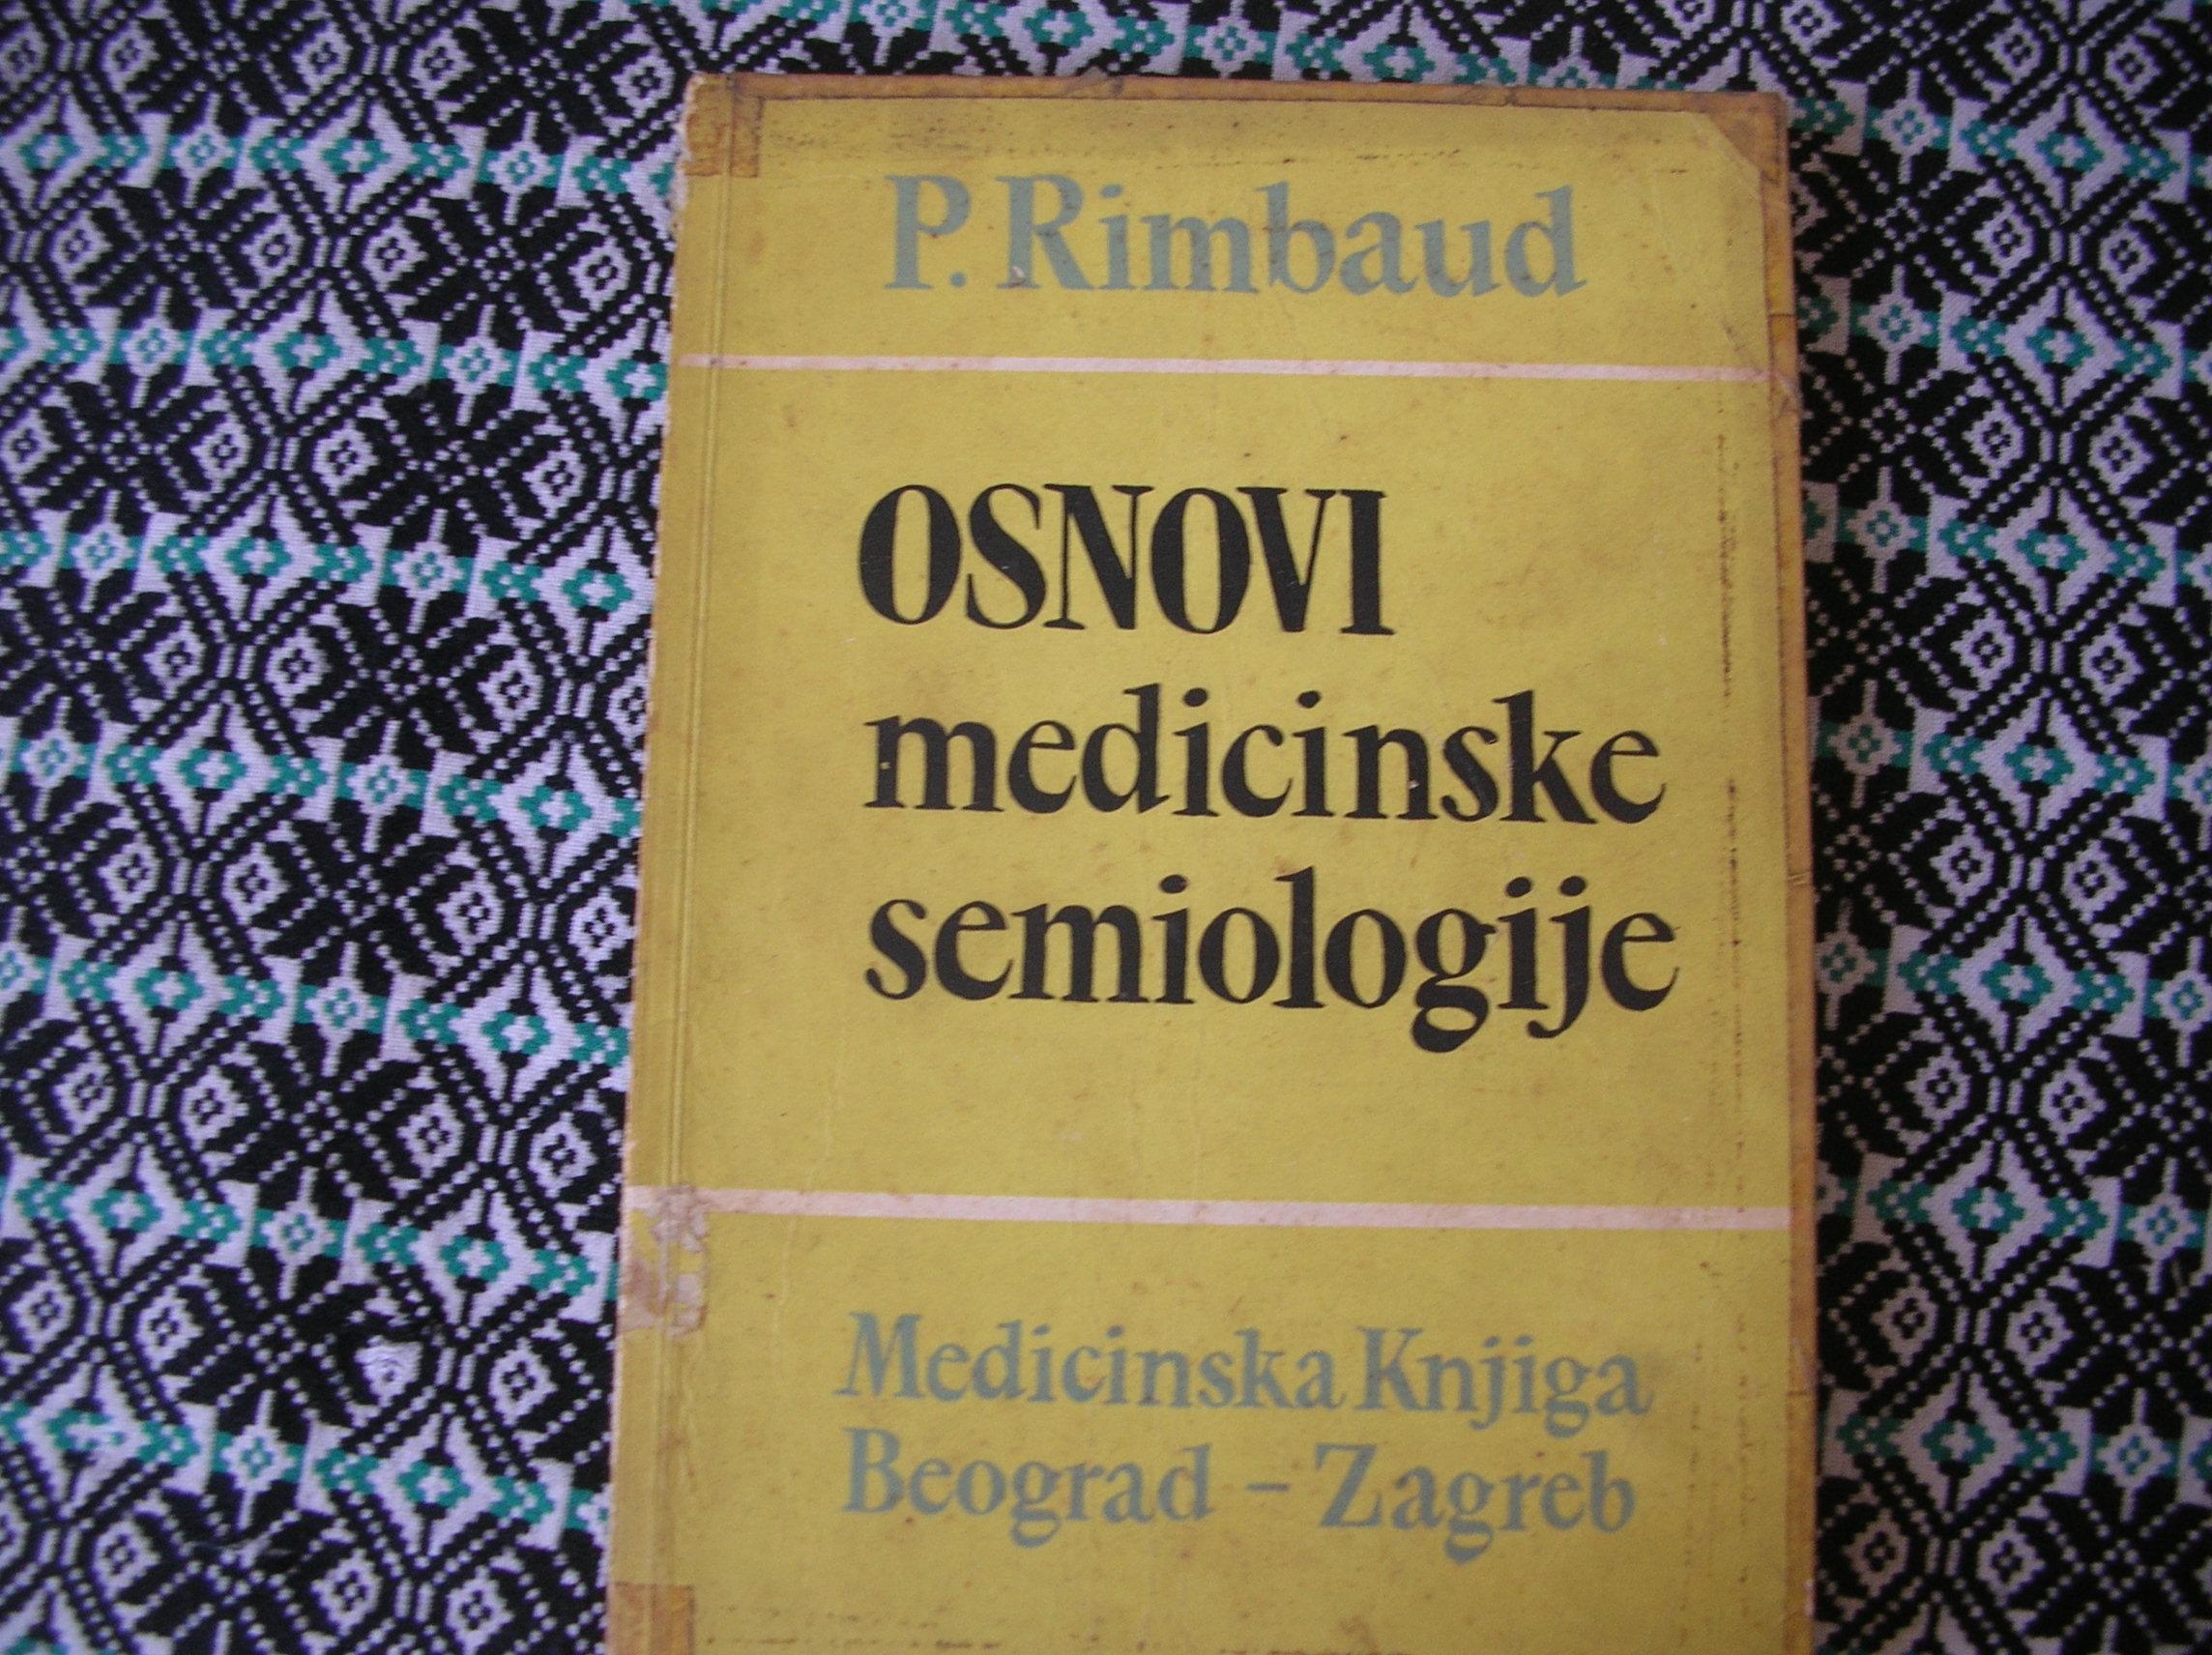 P. Rimbaud
OSNOVI
medicinske
semiologije
Medicinska Knjiga
Beograd – Zagreb